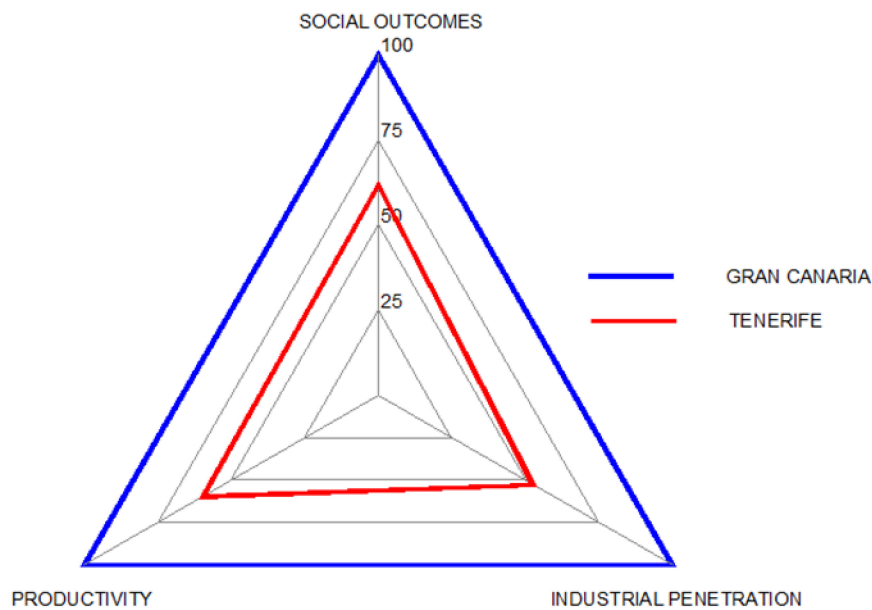 SOCIAL OUTCOMES
100
75
50
25
GRAN CANARIA
TENERIFE
PRODUCTIVITY
INDUSTRIAL PENETRATION